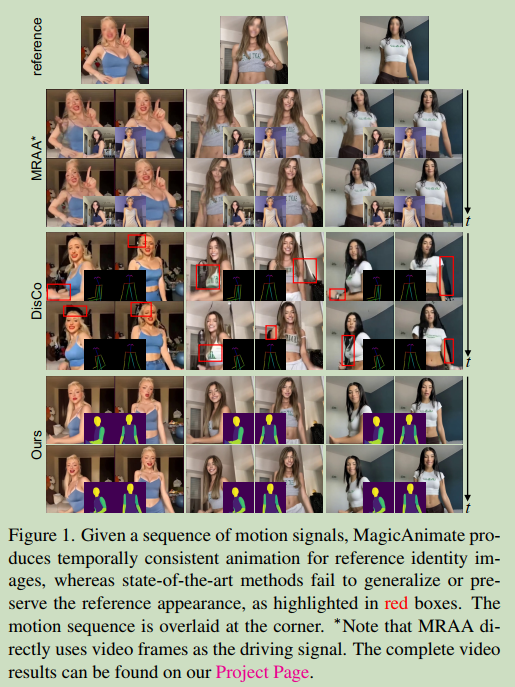 reference
MRAA*
t
DisCo
t
Ours
t
Figure 1. Given a sequence of motion signals, MagicAnimate pro-
duces temporally consistent animation for reference identity im-
ages, whereas state-of-the-art methods fail to generalize or pre-
serve the reference appearance, as highlighted in red boxes. The
motion sequence is overlaid at the corner. *Note that MRAA di-
rectly uses video frames as the driving signal. The complete video
results can be found on our Project Page.